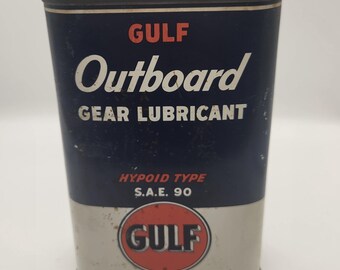 GULF
Outboard
GEAR LUBRICANT
HYPOID TYPE
S.A.E. 90
GULF